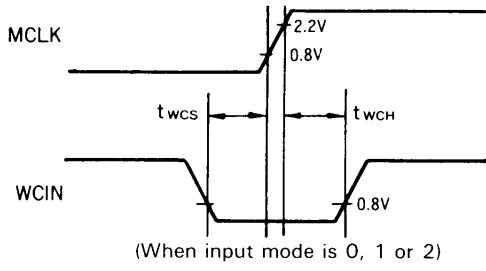 MCLK
2.2V
0.8V
tWCS
tWCH
WCIN
0.8V
(When input mode is 0, 1 or 2)